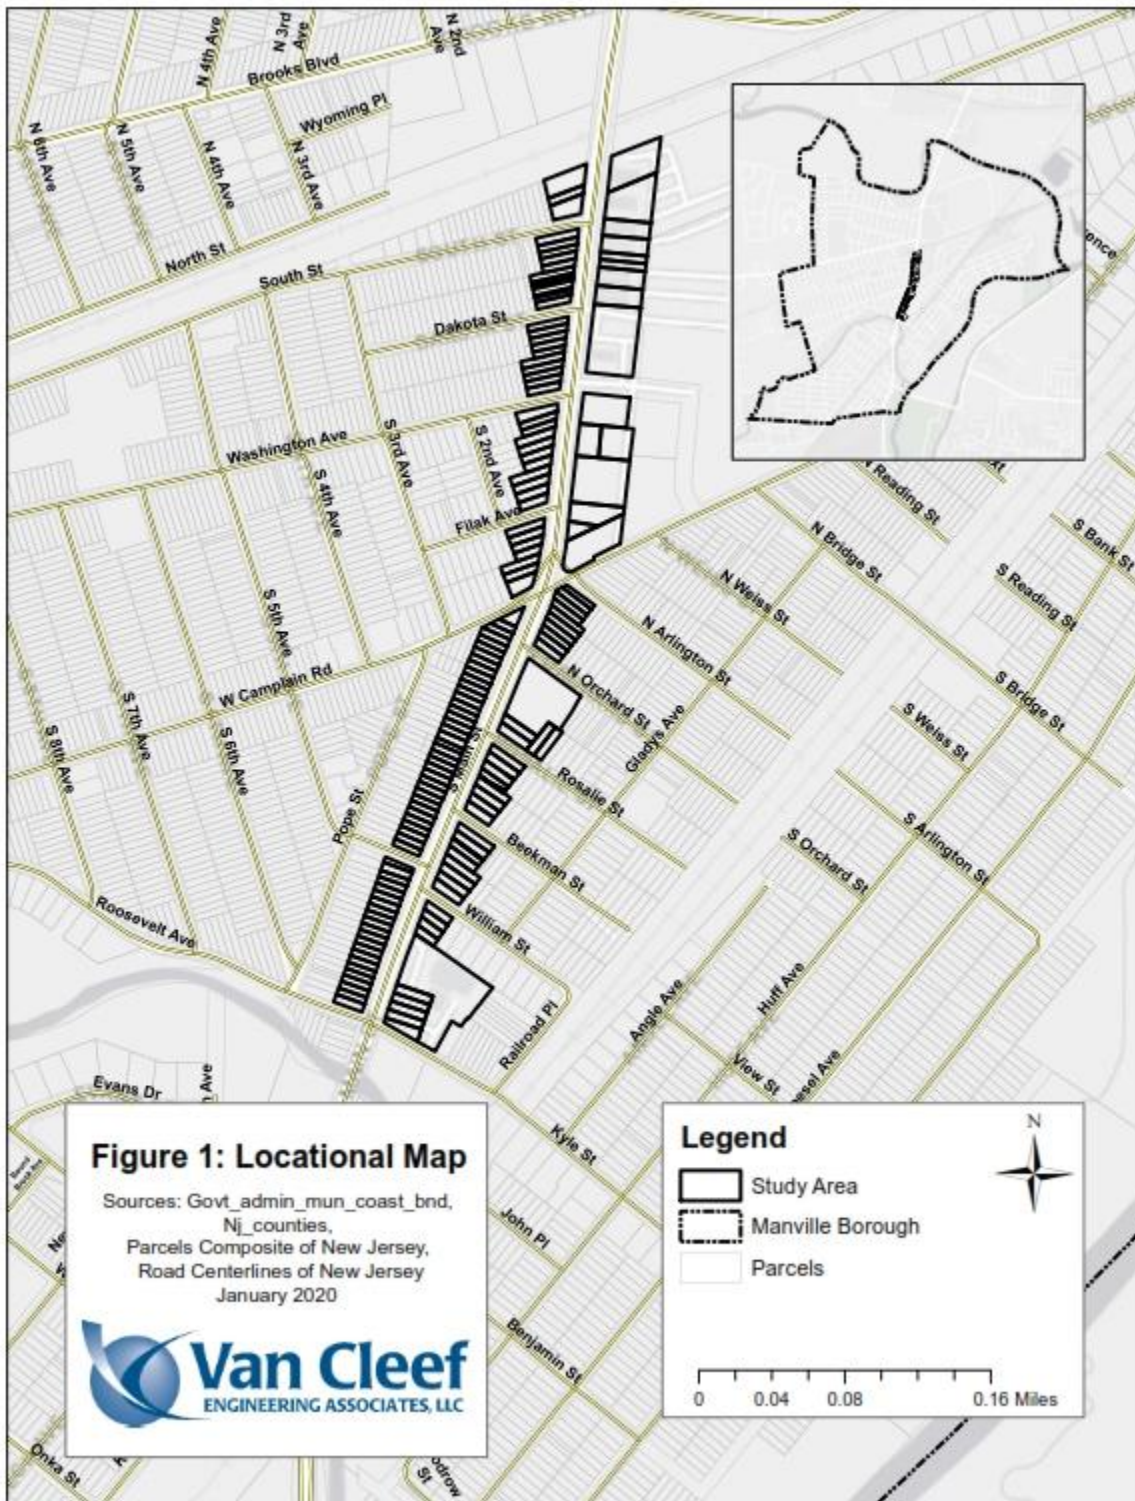 N 4th Ave
N 3rd
Ave
N 2nd
Ave
Brooks Blvd
Wyoming Pl
N 6th Ave
N 5th Ave
N 4th Ave
N 3rd Ave
North St
South St
Dakota St
Washington Ave
S 3rd Ave
S 2nd Ave
S 4th Ave
Filak Ave
N Reading St
S Bank St
N Bridge St
S Reading St
N Weiss St
S 5th Ave
N Arlington St
W Camplain Rd
N Orchard St
S Bridge St
S 8th Ave
S 7th Ave
S 6th Ave
S Weiss St
Gladys Ave
S Main St
Rosalie St
Pope St
Beekman St
S Arlington St
S Orchard St
Roosevelt Ave
William St
Angle Ave
Huff Ave
Railroad Pl
View St
Evans Dr
Ave
Kyle St
John Pl
Benjamin St
Onka St
St
Figure 1: Locational Map
Sources: Govt_admin_mun_coast_bnd,
Nj_counties,
Parcels Composite of New Jersey,
Road Centerlines of New Jersey
January 2020
Van Cleef
ENGINEERING ASSOCIATES, LLC
Legend
N
Study Area
Manville Borough
Parcels
0 0.04 0.08 0.16 Miles